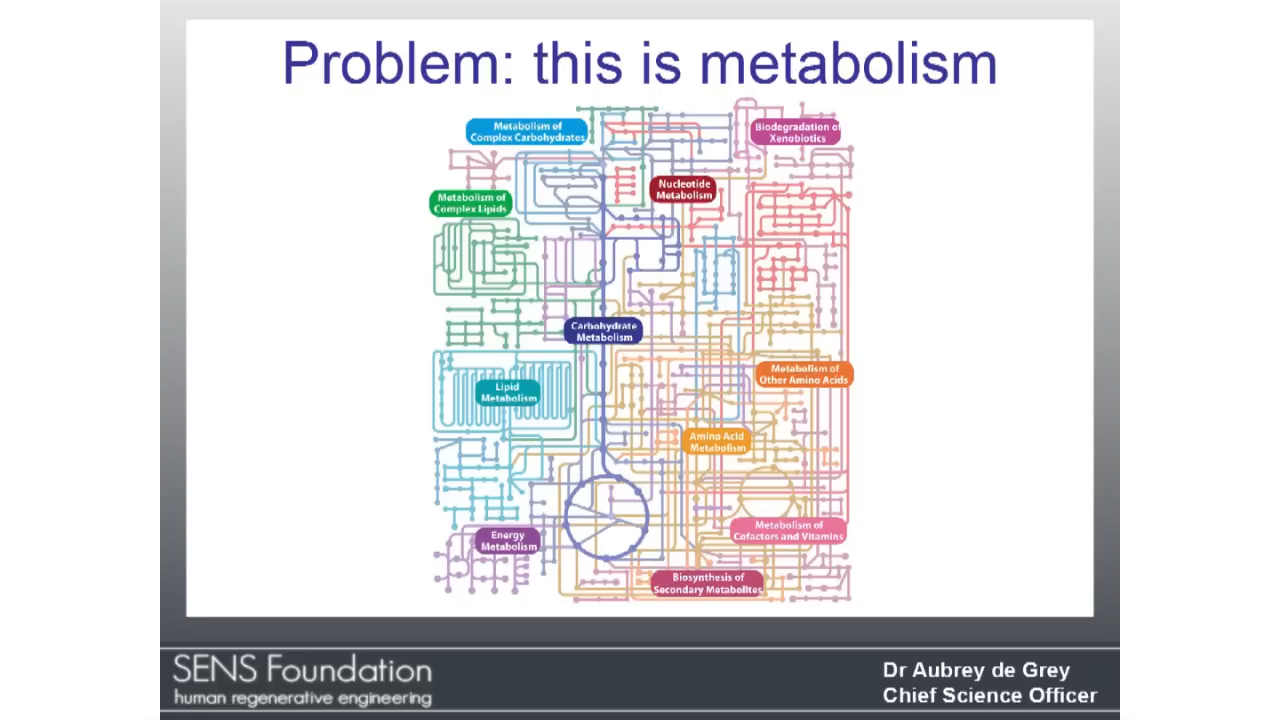 Problem: this is metabolism
Metabolism of
Complex Carbohydrates
Biodegradation of
Xenobiotics
Nucleotide
Metabolism
Metabolism of
Complex Lipids
Carbohydrate
Metabolism
Metabolism of
Other Amino Acids
Lipid
Metabolism
Amino Acid
Metabolism
Metabolism of
Cofactors and Vitamins
Energy
Metabolism
Biosynthesis of
Secondary Metabolites
SENS Foundation
human regenerative engineering
Dr Aubrey de Grey
Chief Science Officer